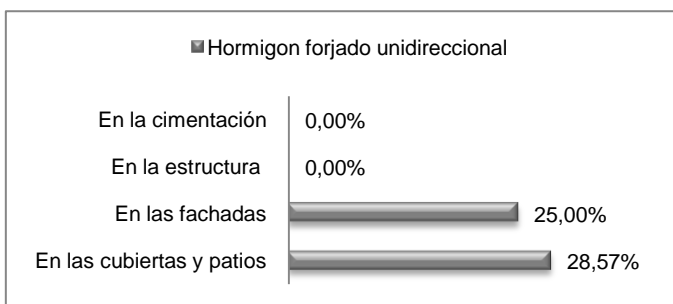 Hormigon forjado unidireccional
En la cimentación 0,00%
En la estructura 0,00%
En las fachadas 25,00%
En las cubiertas y patios 28,57%